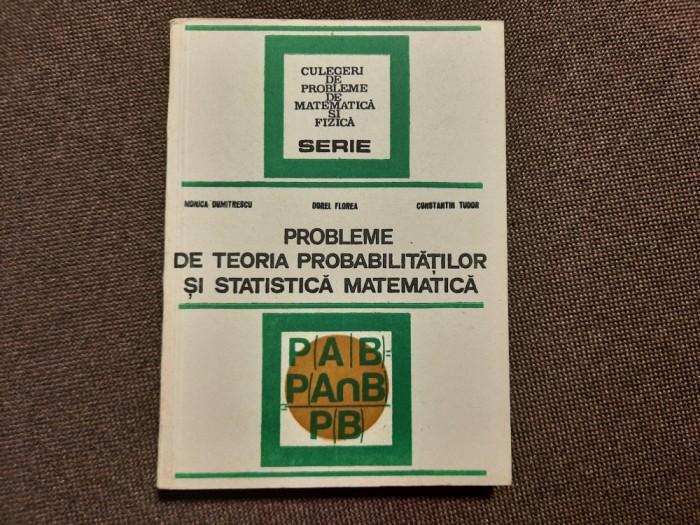 CULEGERI
DE
PROBLEME
DE
MATEMATICĂ
ȘI
FIZICĂ
SERIE
MONICA DUMITRESCU DOREL FLOREA CONSTANTIN TUDOR
PROBLEME
DE TEORIA PROBABILITĂȚILOR
ȘI STATISTICĂ MATEMATICĂ
P(A|B)=
=P(A∩B)
P(B)